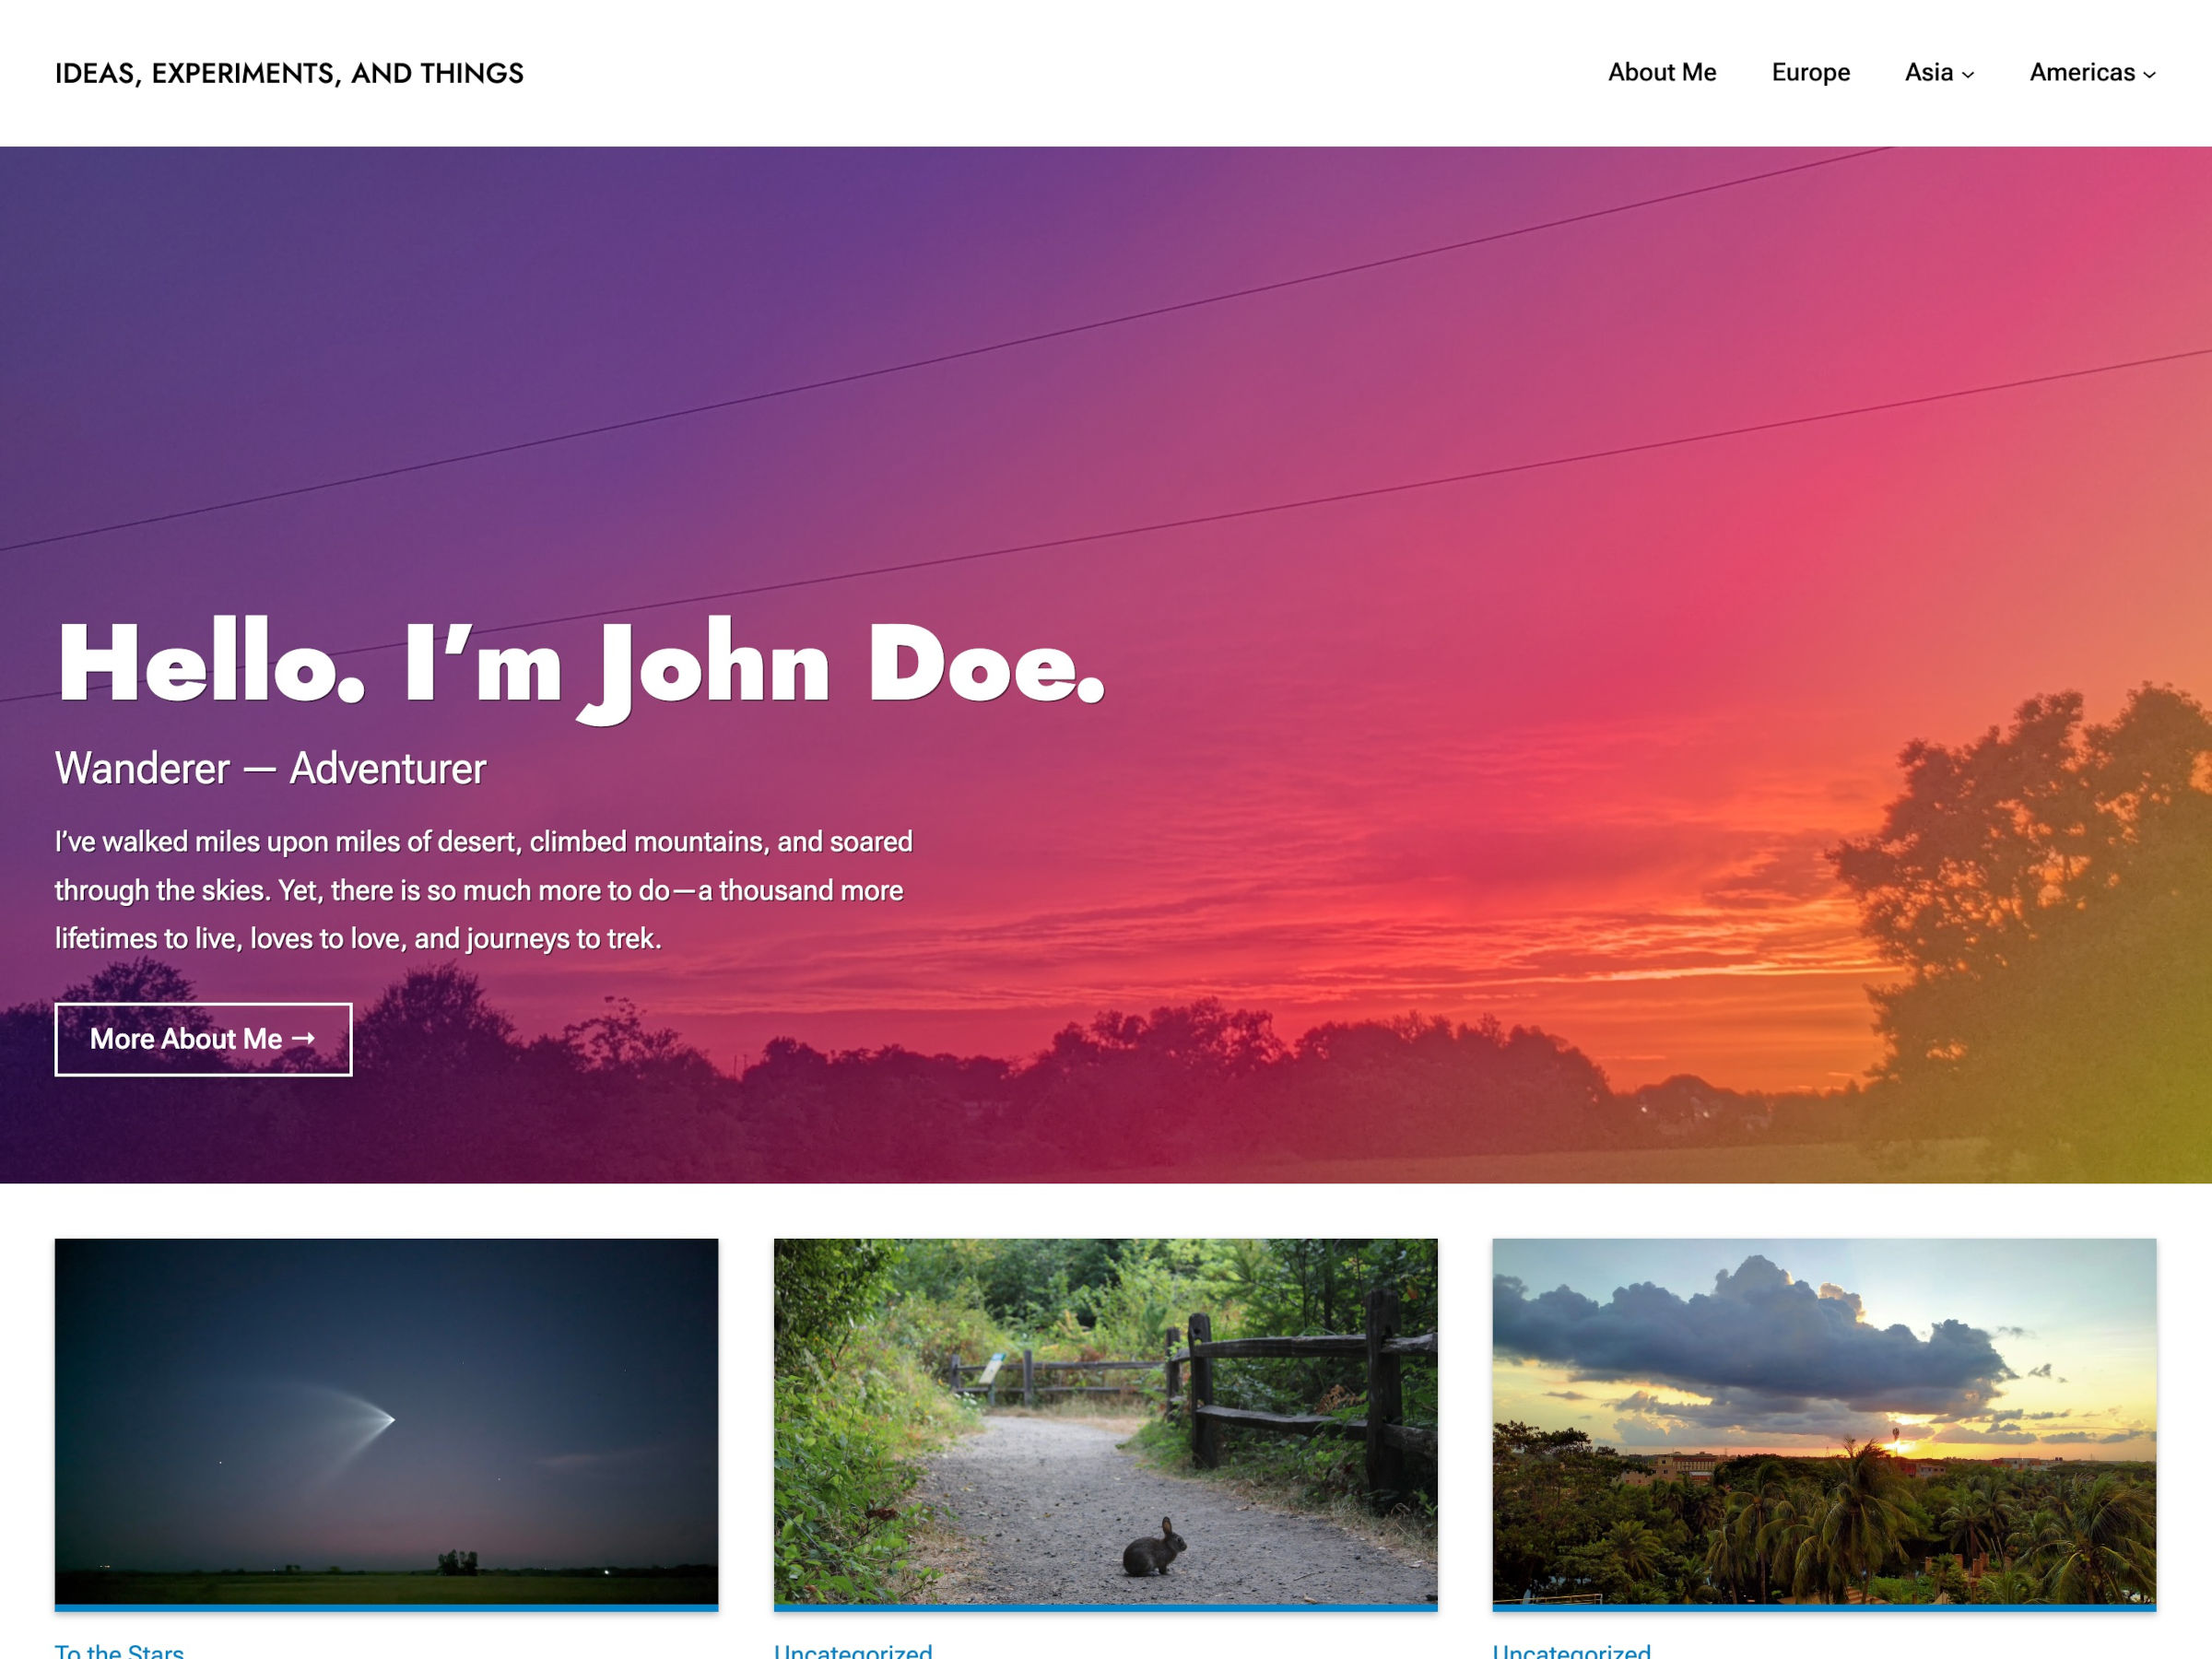 IDEAS, EXPERIMENTS, AND THINGS
About Me
Europe
Asia
Americas
Hello. I’m John Doe.
Wanderer — Adventurer
I’ve walked miles upon miles of desert, climbed mountains, and soared
through the skies. Yet, there is so much more to do—a thousand more
lifetimes to live, loves to love, and journeys to trek.
More About Me →
To the Stars
Uncategorized
Uncategorized